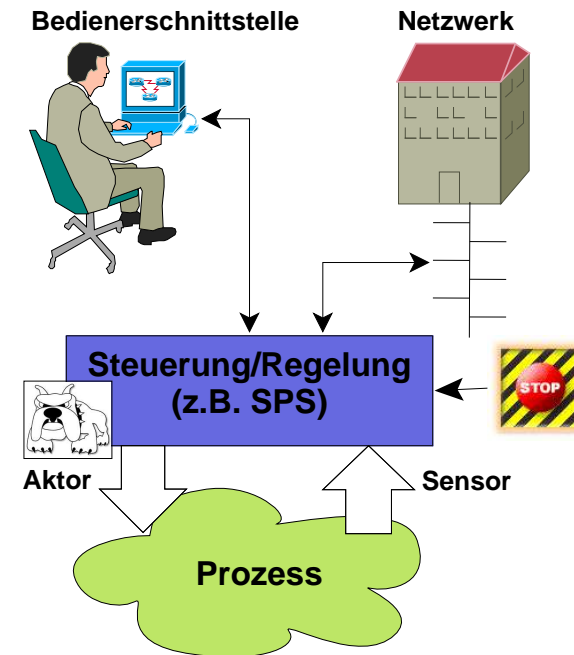 Bedienerschnittstelle
Netzwerk
Steuerung/Regelung
(z.B. SPS)
STOP
Aktor
Sensor
Prozess